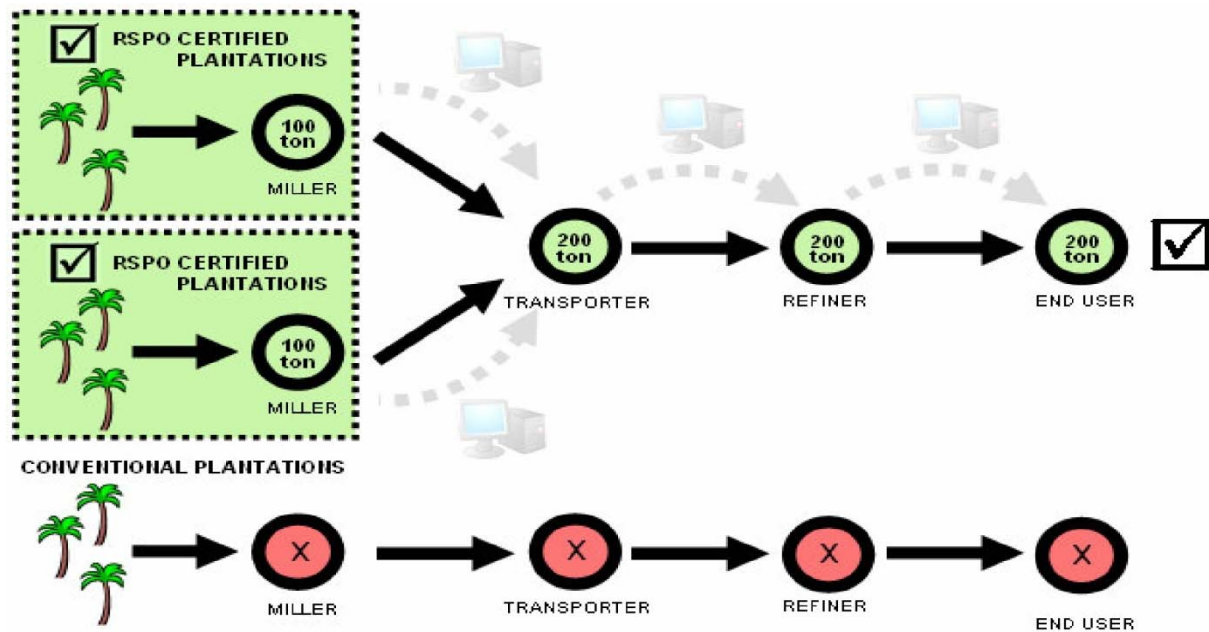 RSPO CERTIFIED
PLANTATIONS
100
ton
MILLER
RSPO CERTIFIED
PLANTATIONS
100
ton
MILLER
200
ton
TRANSPORTER
200
ton
REFINER
200
ton
END USER
CONVENTIONAL PLANTATIONS
X
MILLER
X
TRANSPORTER
X
REFINER
X
END USER